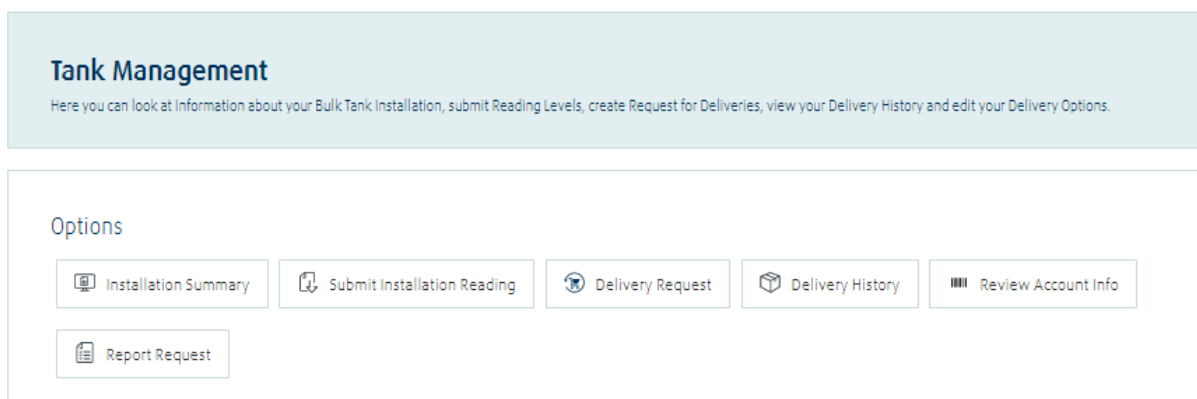 Tank Management
Here you can look at Information about your Bulk Tank Installation, submit Reading Levels, create Request for Deliveries, view your Delivery History and edit your Delivery Options.
Options
Installation Summary
Submit Installation Reading
Delivery Request
Delivery History
Review Account Info
Report Request